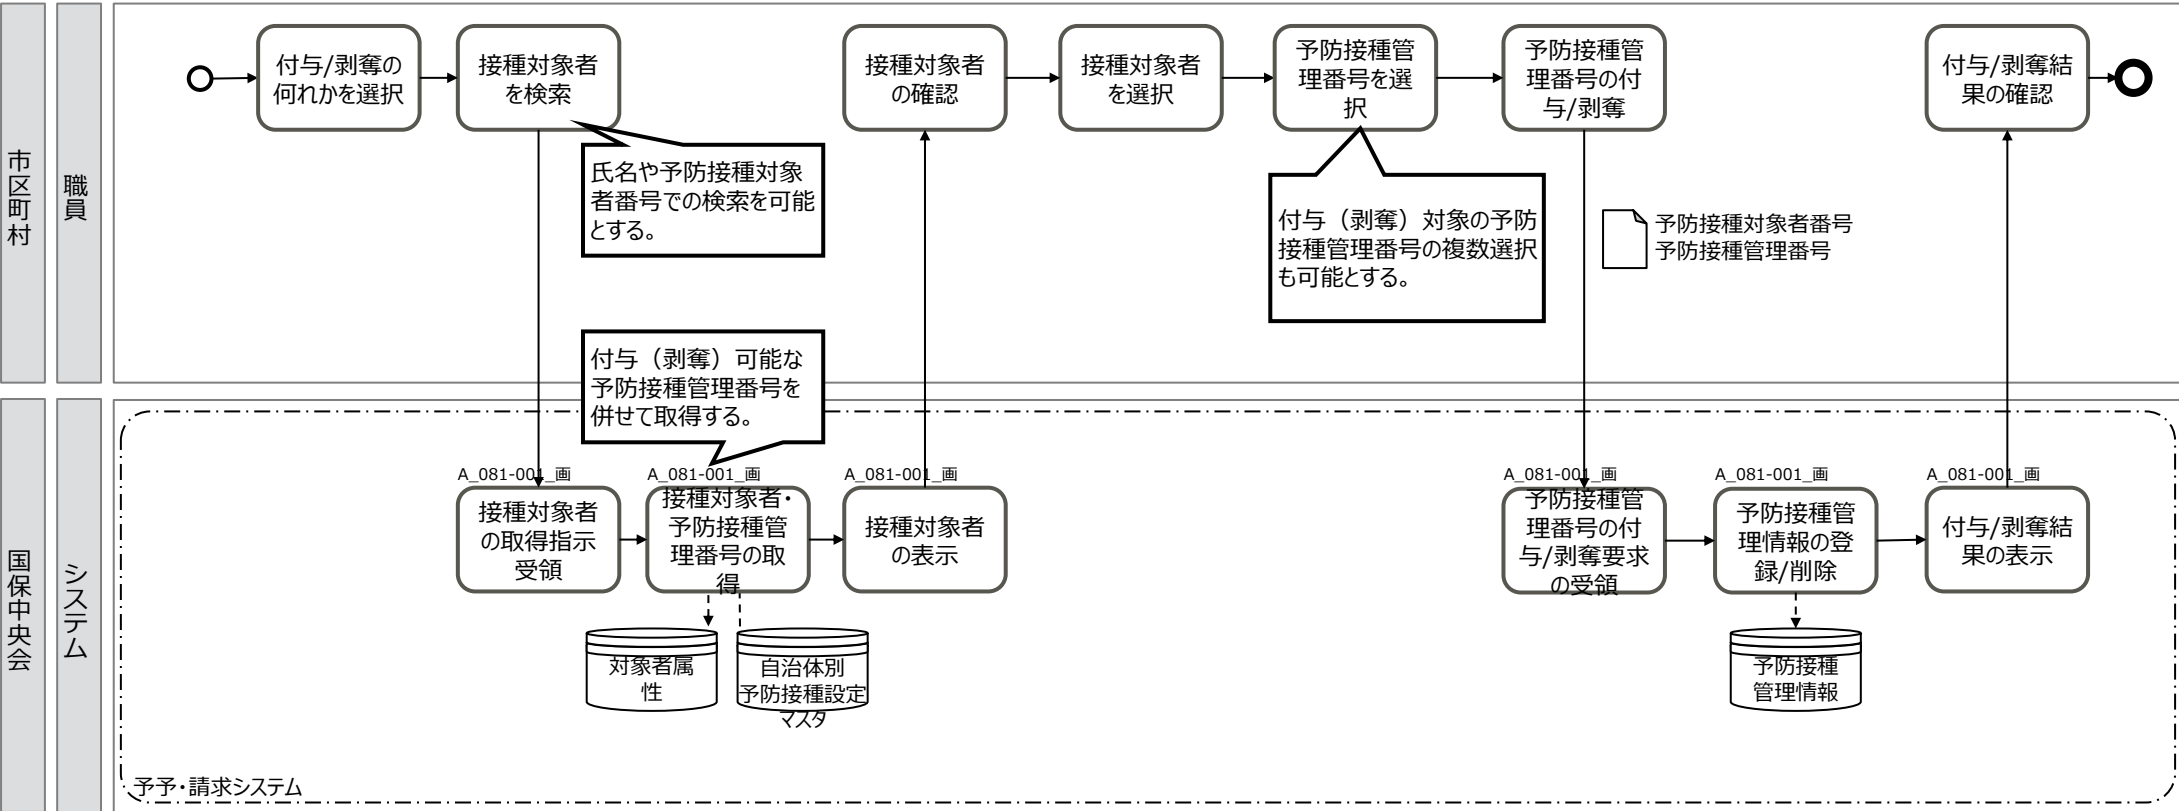 市区町村
職員
付与/剥奪の
何れかを選択
接種対象者
を検索
接種対象者
の確認
接種対象者
を選択
予防接種管
理番号を選
択
予防接種管
理番号の付
与/剥奪
付与/剥奪結
果の確認
氏名や予防接種対象
者番号での検索を可能
とする。
付与（剥奪）対象の予防
接種管理番号の複数選択
も可能とする。
予防接種対象者番号
予防接種管理番号
付与（剥奪）可能な
予防接種管理番号を
併せて取得する。
国保中央会
システム
A_081-001_画
接種対象者
の取得指示
受領
A_081-001_画
接種対象者・
予防接種管
理番号の取
得
A_081-001_画
接種対象者
の表示
A_081-001_画
予防接種管
理番号の付
与/剥奪要求
の受領
A_081-001_画
予防接種管
理情報の登
録/削除
A_081-001_画
付与/剥奪結
果の表示
対象者属
性
自治体別
予防接種設定
マスタ
予防接種
管理情報
予予・請求システム